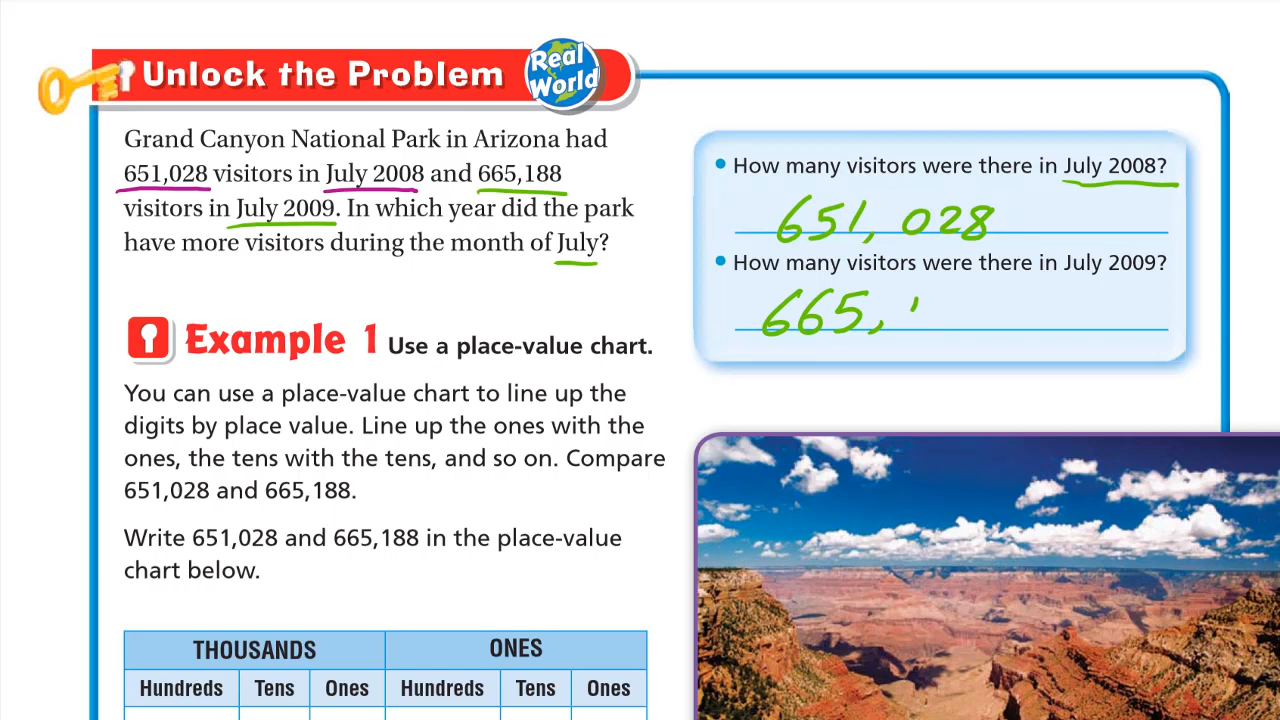 Unlock the Problem
Real
World
Grand Canyon National Park in Arizona had
651,028 visitors in July 2008 and 665,188
visitors in July 2009. In which year did the park
have more visitors during the month of July?
• How many visitors were there in July 2008?
651, 028
• How many visitors were there in July 2009?
665, '
Example 1 Use a place-value chart.
You can use a place-value chart to line up the
digits by place value. Line up the ones with the
ones, the tens with the tens, and so on. Compare
651,028 and 665,188.
Write 651,028 and 665,188 in the place-value
chart below.
THOUSANDS ONES
Hundreds Tens Ones Hundreds Tens Ones